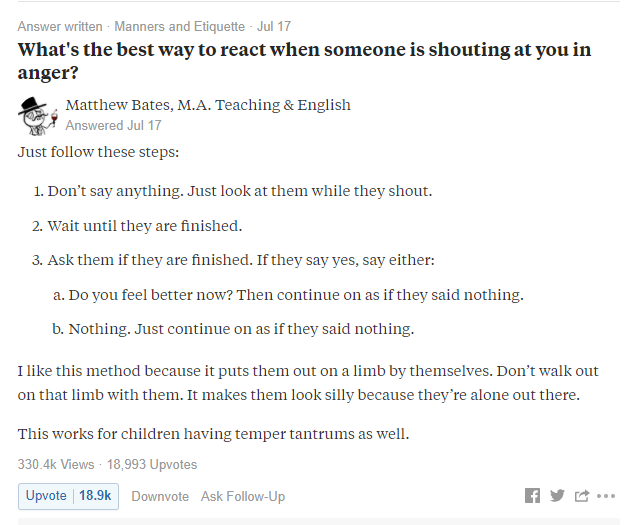 Answer written · Manners and Etiquette · Jul 17
What's the best way to react when someone is shouting at you in
anger?
Matthew Bates, M.A. Teaching & English
Answered Jul 17
Just follow these steps:
1. Don’t say anything. Just look at them while they shout.
2. Wait until they are finished.
3. Ask them if they are finished. If they say yes, say either:
a. Do you feel better now? Then continue on as if they said nothing.
b. Nothing. Just continue on as if they said nothing.
I like this method because it puts them out on a limb by themselves. Don’t walk out
on that limb with them. It makes them look silly because they’re alone out there.
This works for children having temper tantrums as well.
330.4k Views · 18,993 Upvotes
Upvote 18.9k Downvote Ask Follow-Up